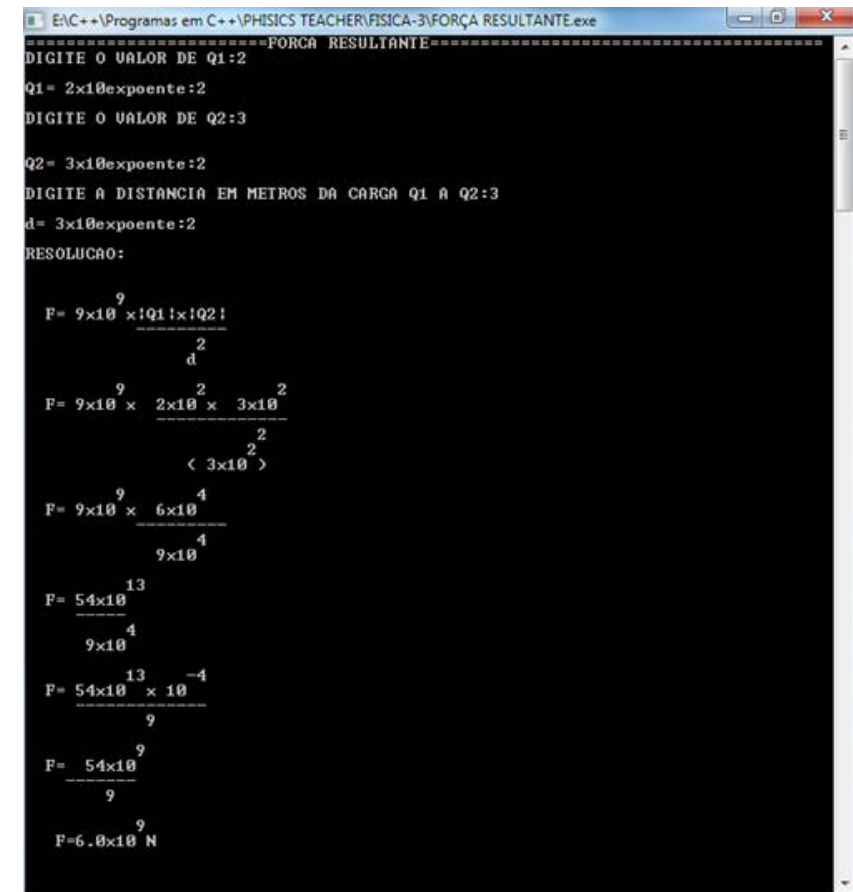 E:\C++\Programas em C++\PHISICS TEACHER\FISICA-3\FORÇA RESULTANTE.exe
========================FORCA RESULTANTE=======================================
DIGITE O VALOR DE Q1:2
Q1= 2x10expoente:2
DIGITE O VALOR DE Q2:3
Q2= 3x10expoente:2
DIGITE A DISTANCIA EM METROS DA CARGA Q1 A Q2:3
d= 3x10expoente:2
RESOLUCAO:
9
F= 9x10 x¦Q1¦x¦Q2¦
---------
2
d
9 2 2
F= 9x10 x 2x10 x 3x10
-------------
2
2
( 3x10 )
9 4
F= 9x10 x 6x10
---------
4
9x10
13
F= 54x10
-----
4
9x10
13 -4
F= 54x10 x 10
-------------
9
9
F= 54x10
-------
9
9
F=6.0x10 N